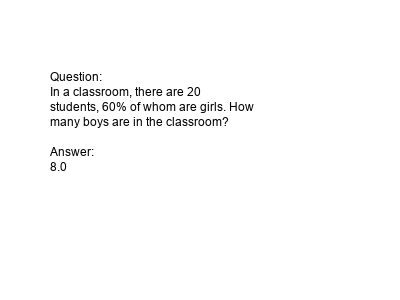 Question:
In a classroom, there are 20
students, 60% of whom are girls. How
many boys are in the classroom?
Answer:
8.0